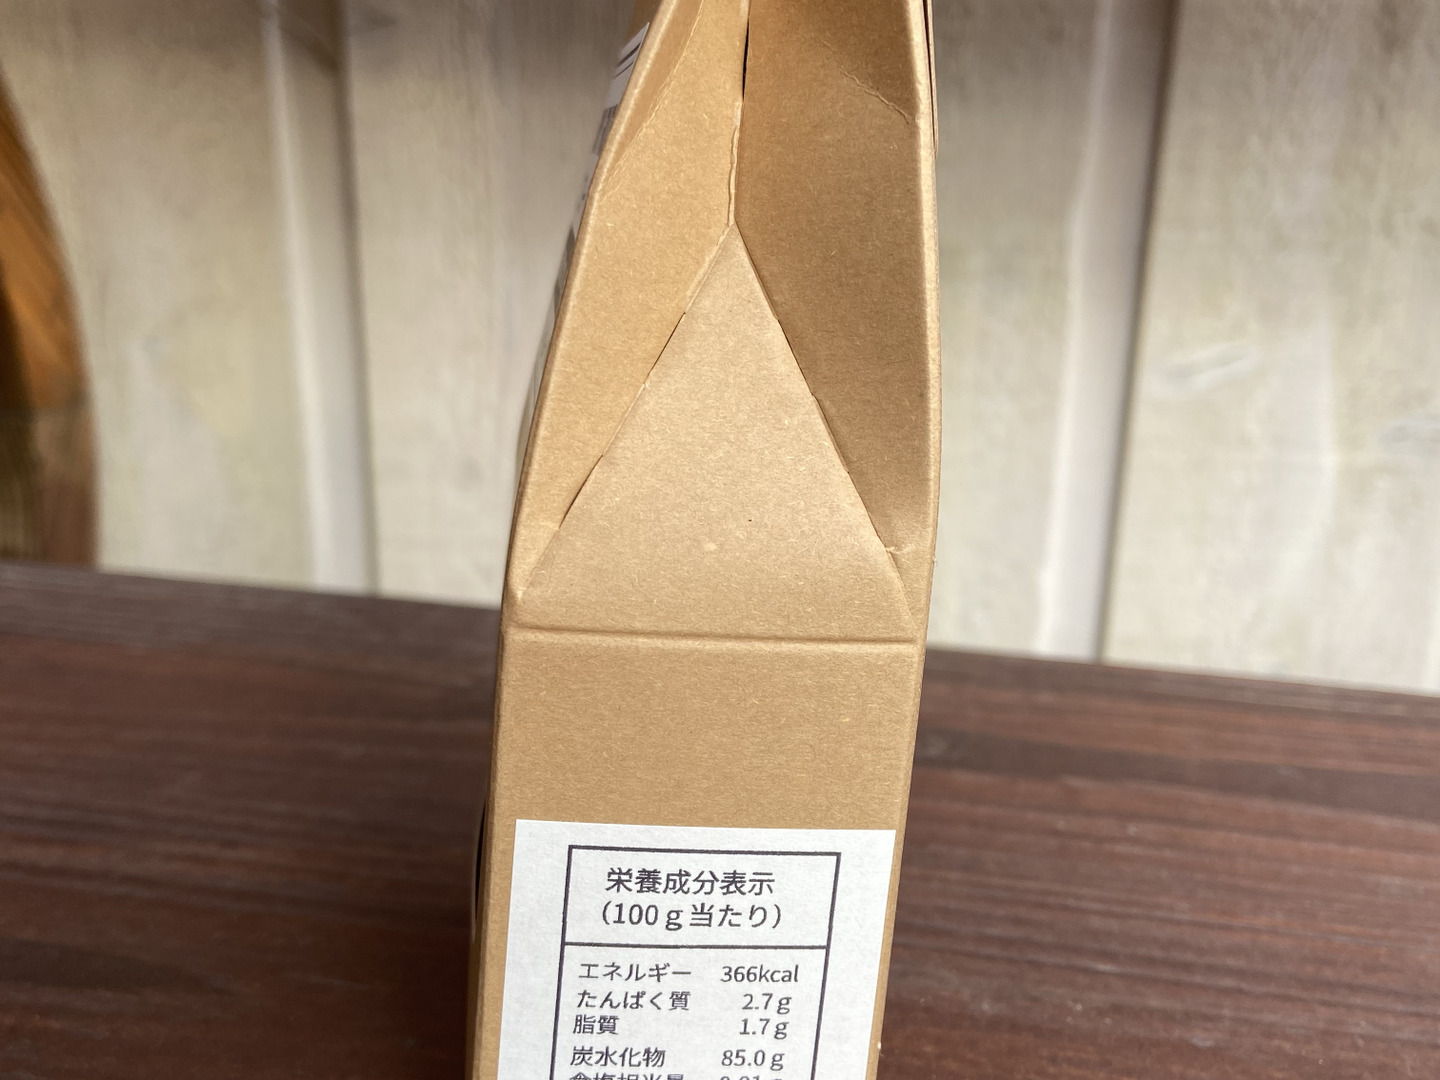 栄養成分表示
（100g当たり）
エネルギー 366kcal
たんぱく質 2.7g
脂質 1.7g
炭水化物 85.0g